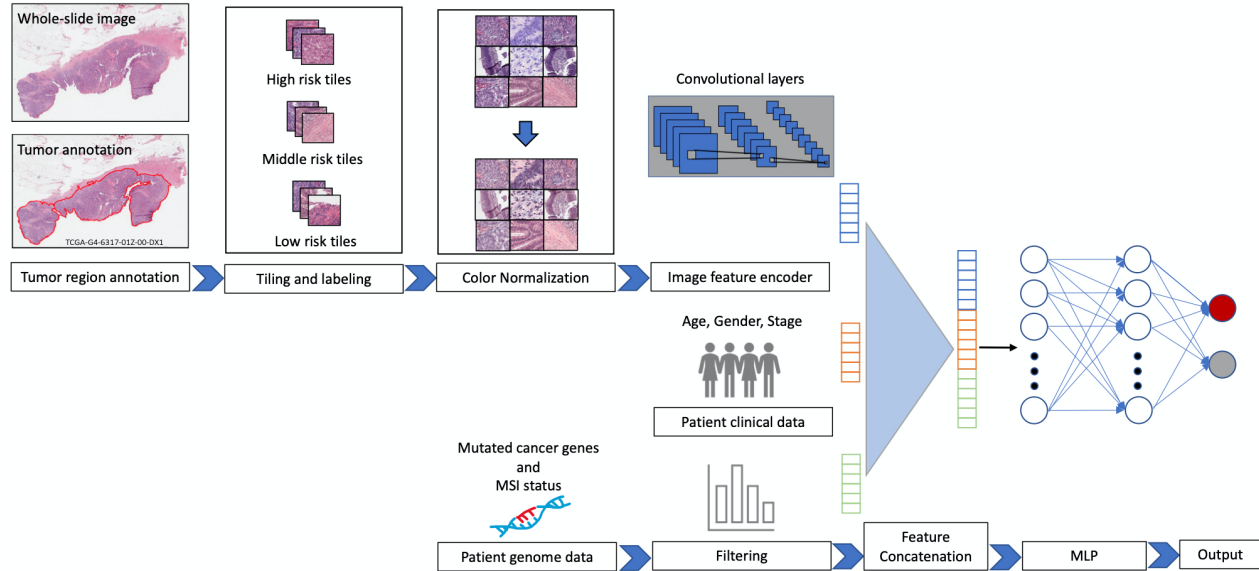 Whole-slide image
Tumor annotation
TCGA-G4-6317-01Z-00-DX1
Tumor region annotation
High risk tiles
Middle risk tiles
Low risk tiles
Tiling and labeling
Color Normalization
Convolutional layers
Image feature encoder
Age, Gender, Stage
Patient clinical data
Mutated cancer genes
and
MSI status
Patient genome data
Filtering
Feature
Concatenation
MLP
Output